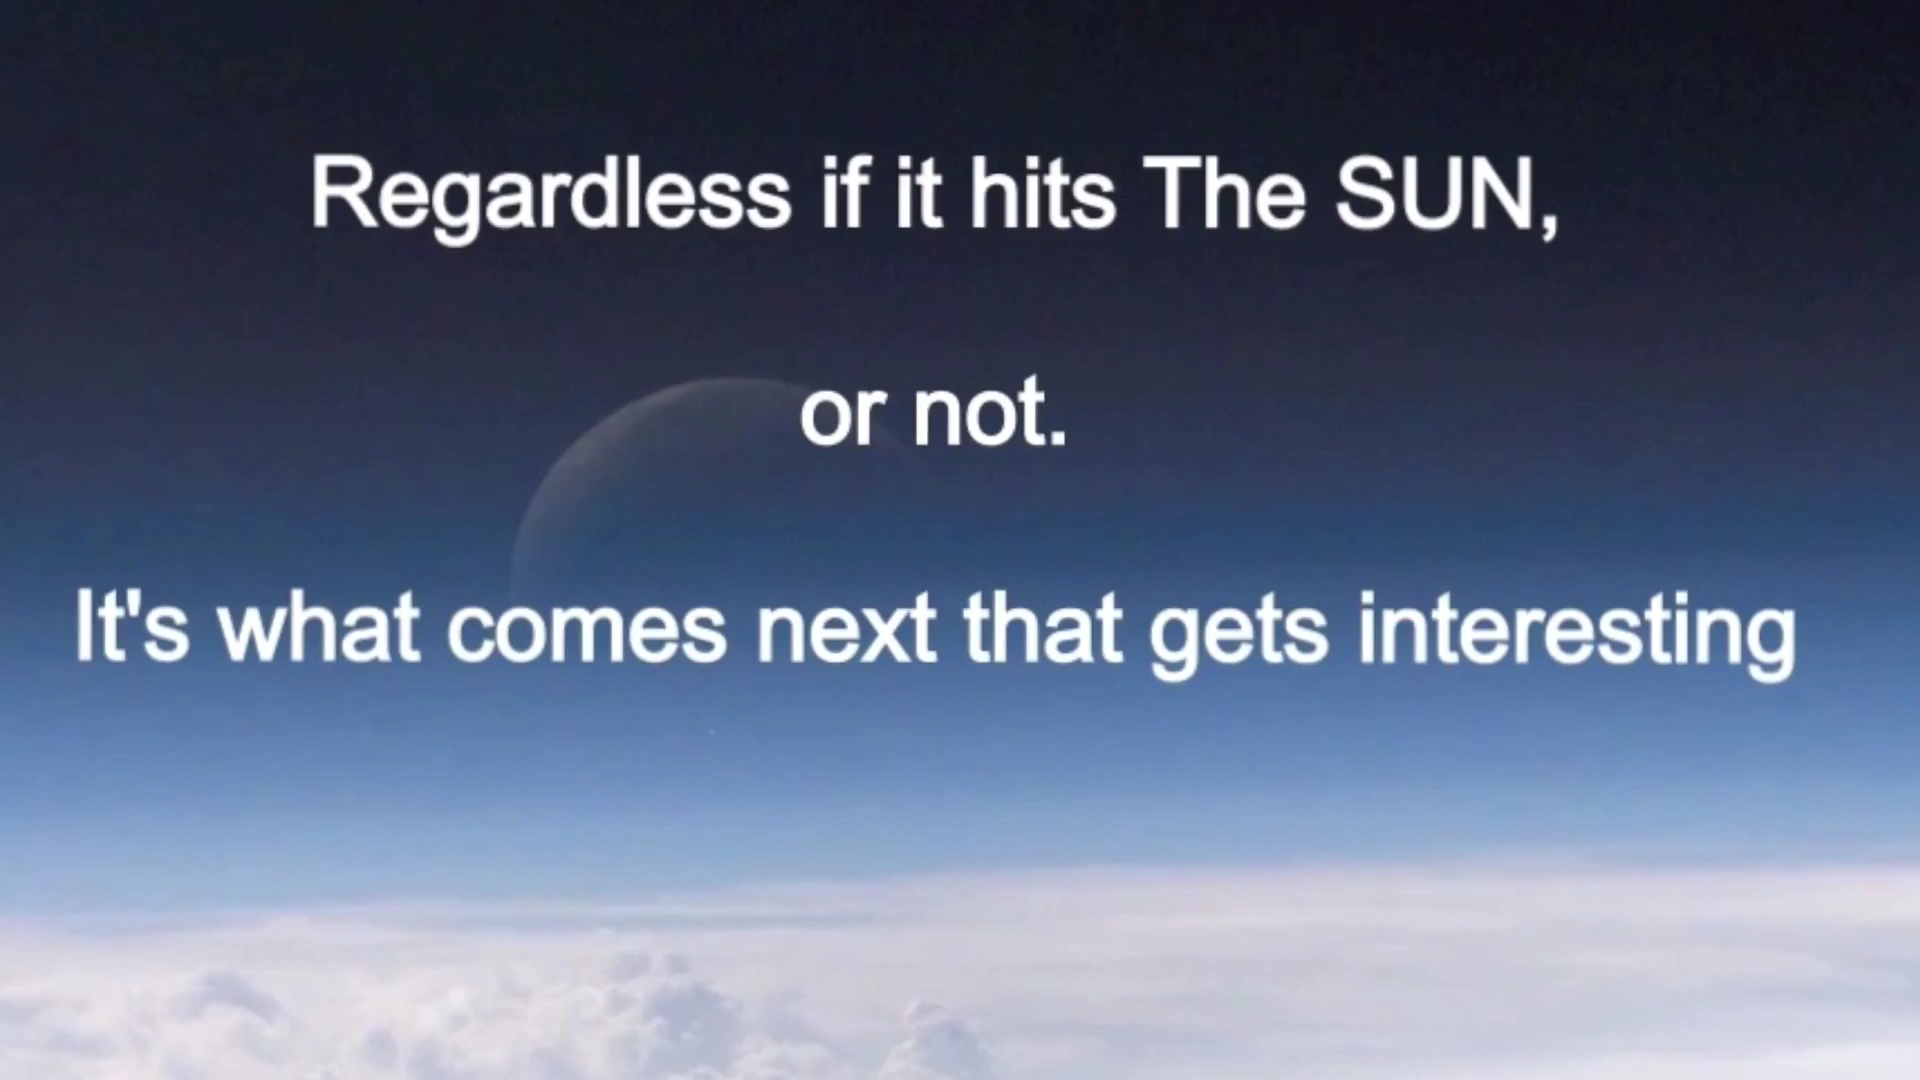 Regardless if it hits The SUN,
or not.
It's what comes next that gets interesting